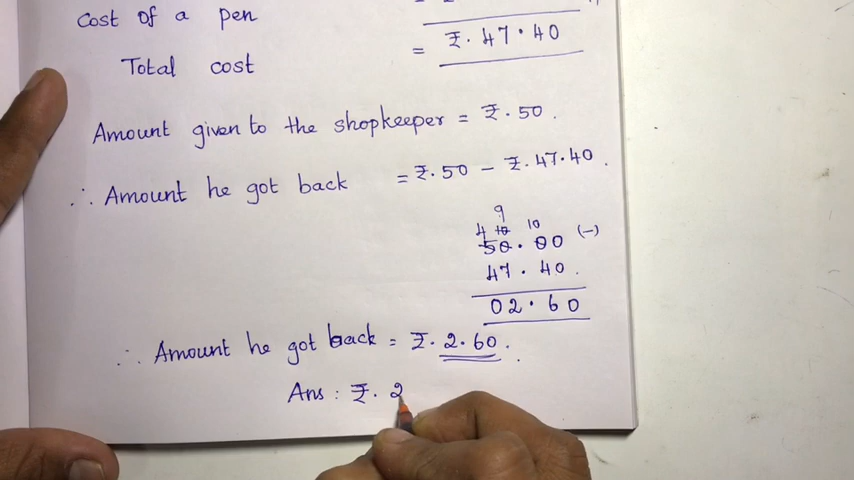 Cost of a pen
= ₹. 47.40
Total cost
Amount given to the shopkeeper = ₹. 50.
∴ Amount he got back = ₹. 50 - ₹. 47.40.
9
4 10 10
50.00 (-)
47.40.
02.60
∴ Amount he got back = ₹. 2.60.
Ans: ₹. 2